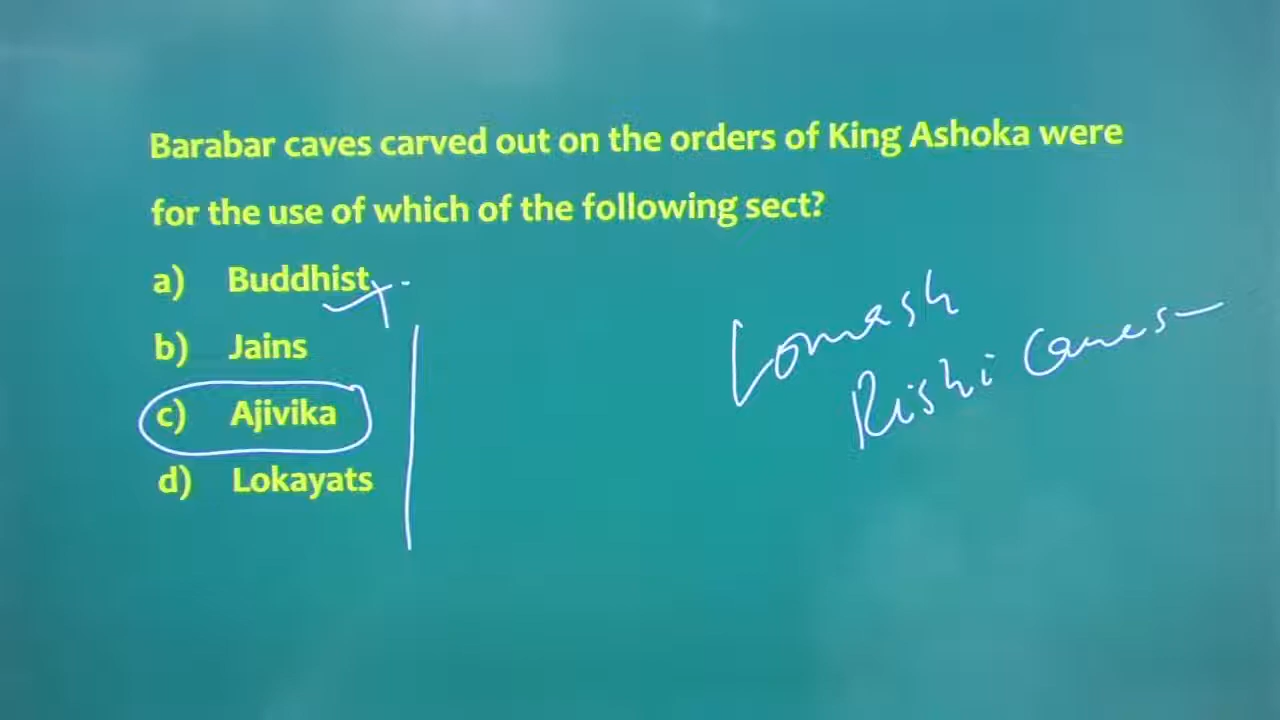 Barabar caves carved out on the orders of King Ashoka were
for the use of which of the following sect?
a) Buddhist
b) Jains
c) Ajivika
d) Lokayats
Lomash
Rishi Caves